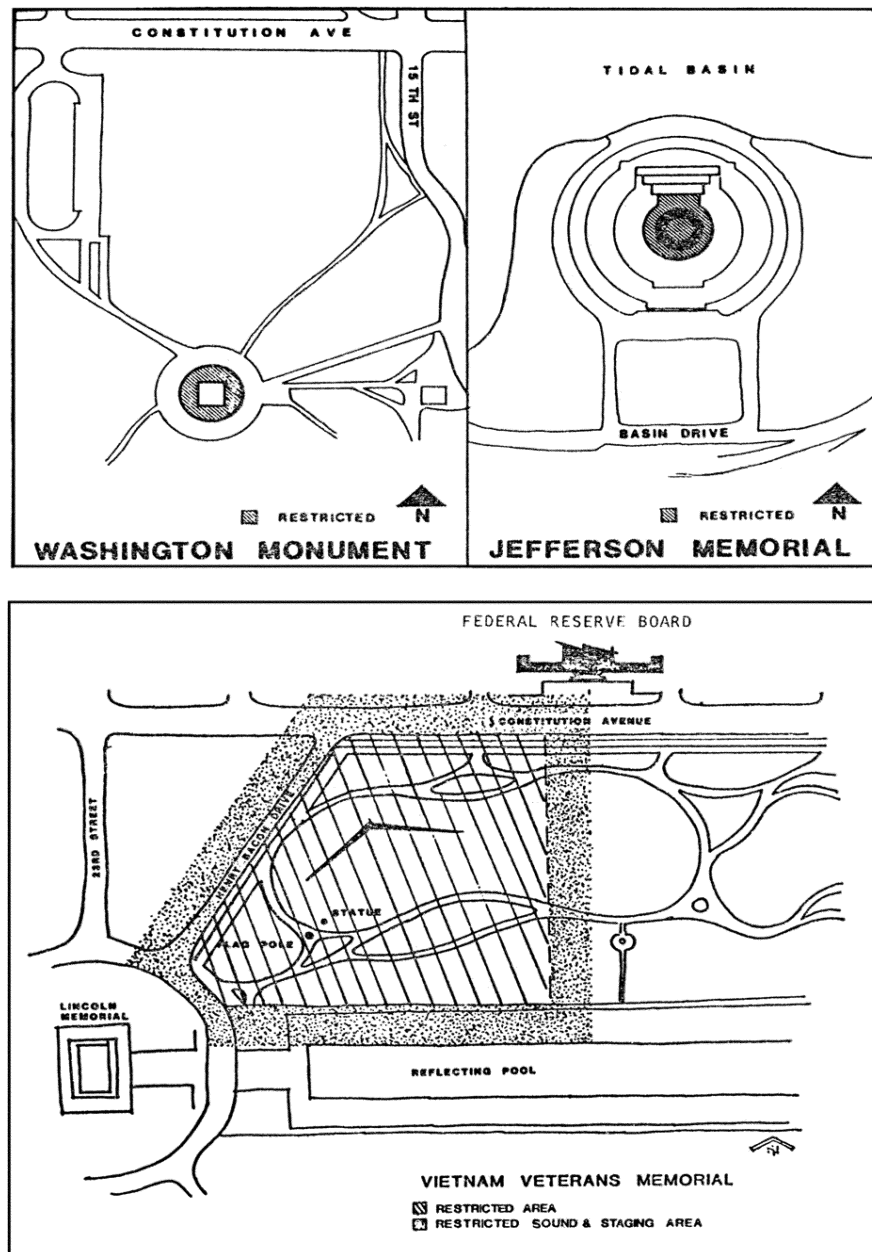 CONSTITUTION AVE
15 TH ST
RESTRICTED
N
WASHINGTON MONUMENT
TIDAL BASIN
BASIN DRIVE
RESTRICTED
N
JEFFERSON MEMORIAL
FEDERAL RESERVE BOARD
CONSTITUTION AVENUE
23RD STREET
HENRY BACON DRIVE
STATUE
FLAG POLE
LINCOLN
MEMORIAL
REFLECTING POOL
N
VIETNAM VETERANS MEMORIAL
RESTRICTED AREA
RESTRICTED SOUND & STAGING AREA